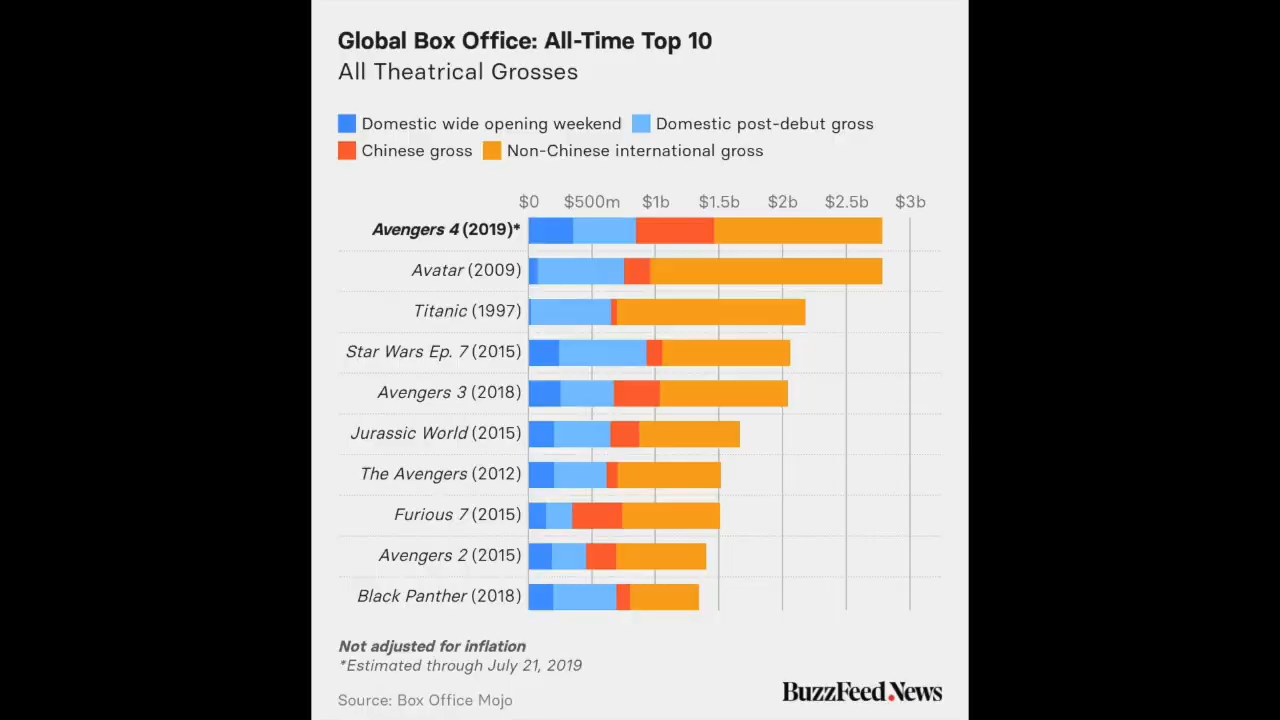 Global Box Office: All-Time Top 10
All Theatrical Grosses
Domestic wide opening weekend Domestic post-debut gross
Chinese gross Non-Chinese international gross
$0 $500m $1b $1.5b $2b $2.5b $3b
Avengers 4 (2019)*
Avatar (2009)
Titanic (1997)
Star Wars Ep. 7 (2015)
Avengers 3 (2018)
Jurassic World (2015)
The Avengers (2012)
Furious 7 (2015)
Avengers 2 (2015)
Black Panther (2018)
Not adjusted for inflation
*Estimated through July 21, 2019
Source: Box Office Mojo
BuzzFeed.News